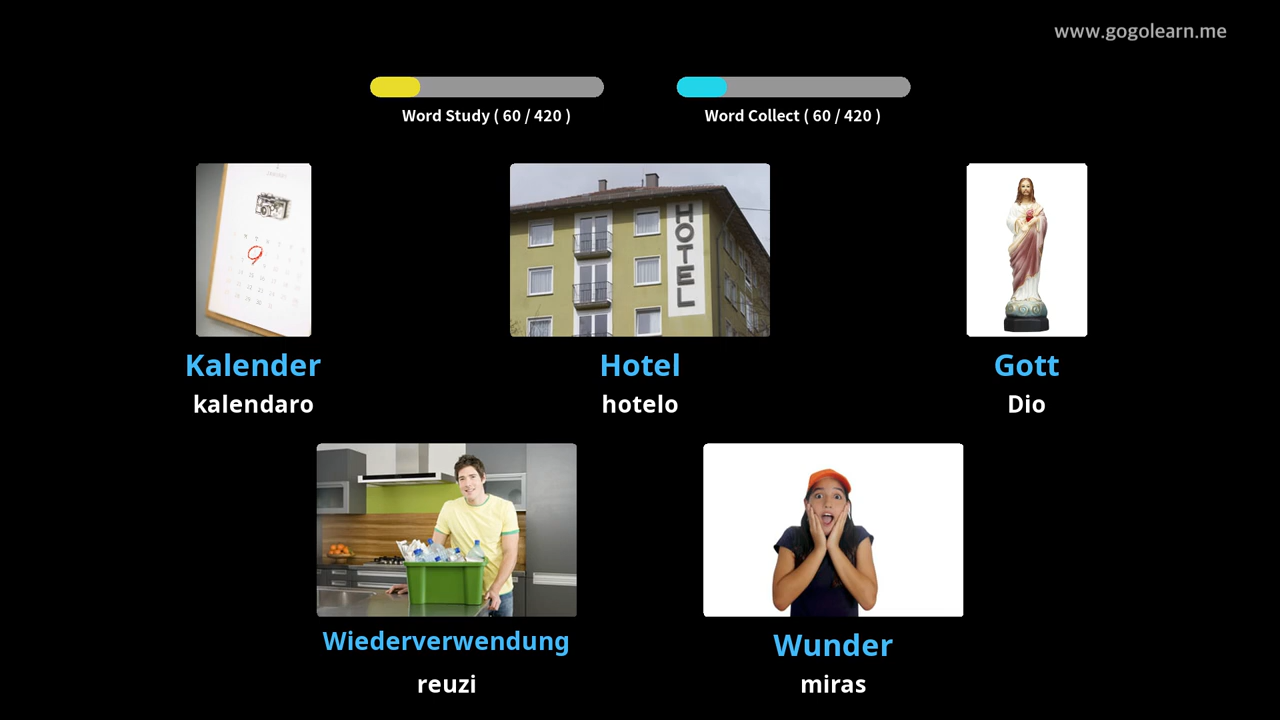 www.gogolearn.me
Word Study ( 60 / 420 )
Word Collect ( 60 / 420 )
HOTEL
Kalender
kalendaro
Hotel
hotelo
Gott
Dio
Wiederverwendung
reuzi
Wunder
miras